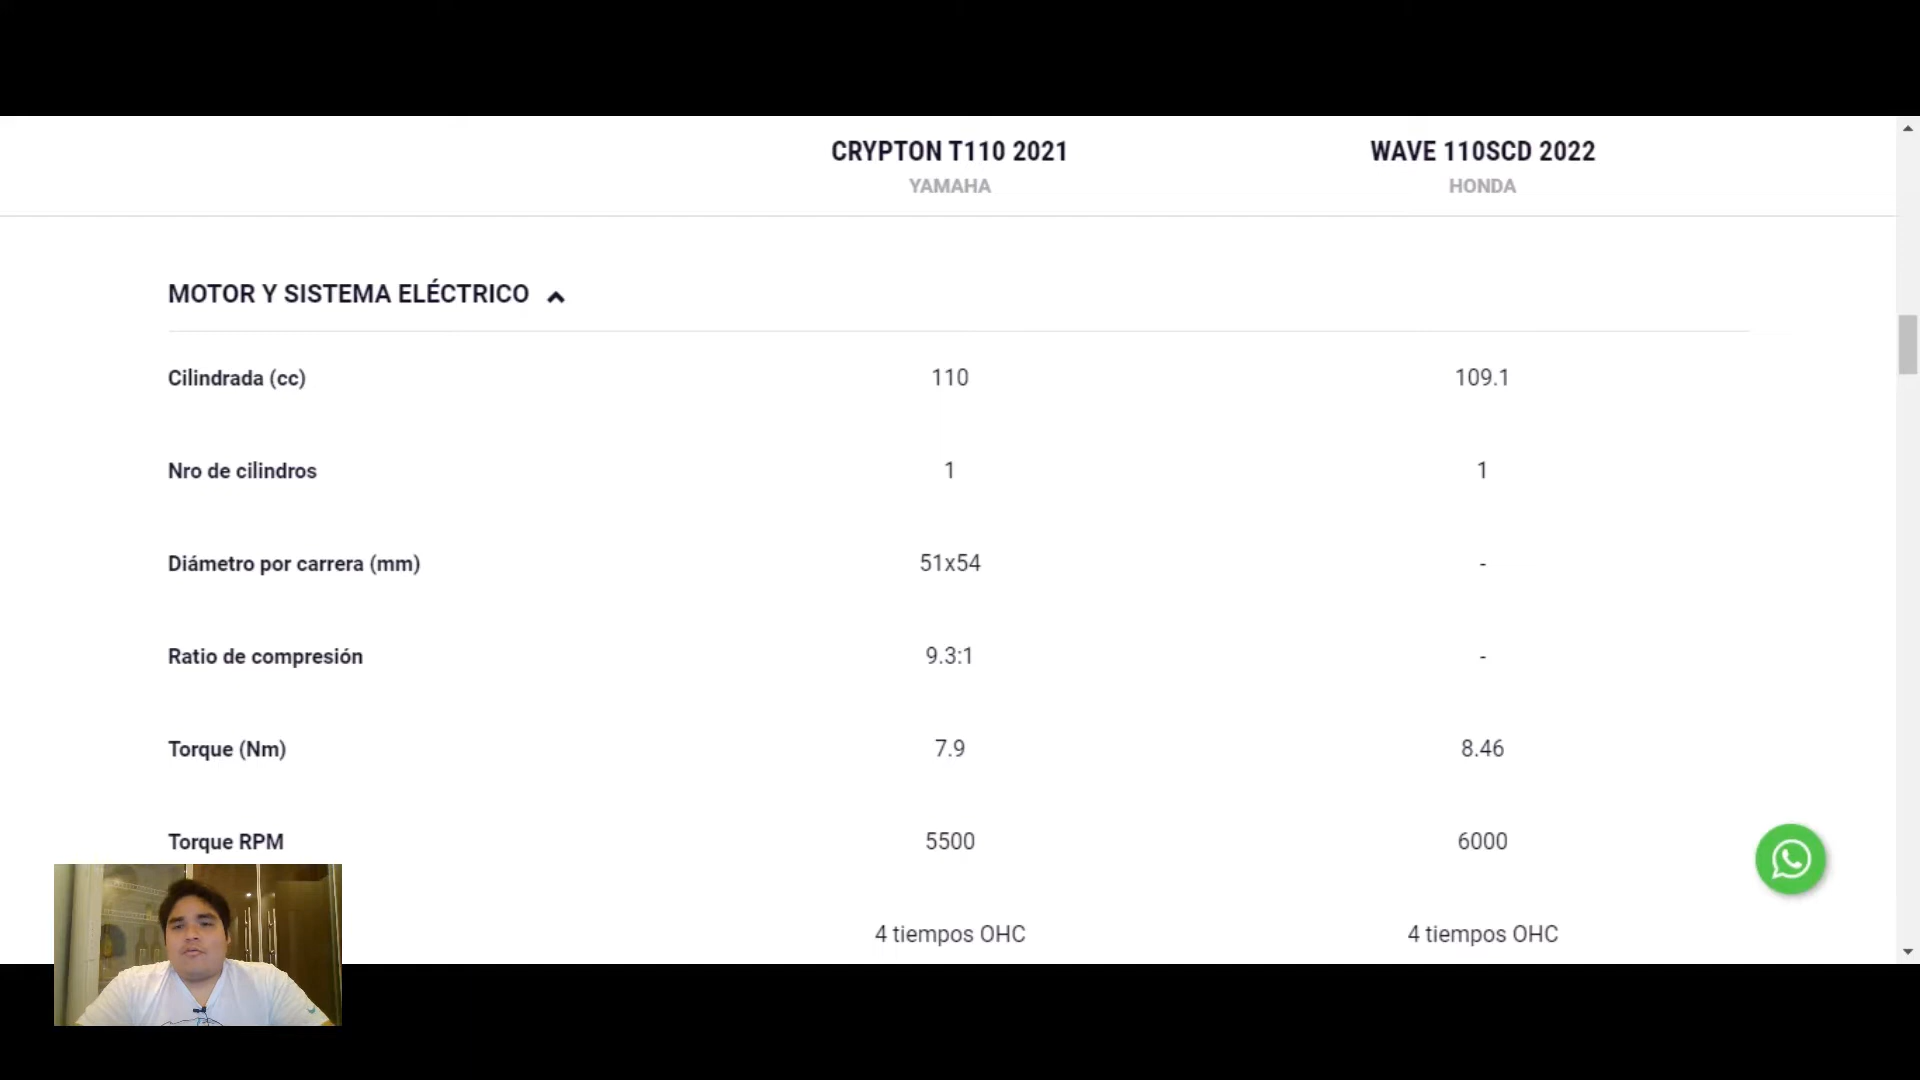 CRYPTON T110 2021 WAVE 110SCD 2022
YAMAHA HONDA
MOTOR Y SISTEMA ELÉCTRICO
Cilindrada (cc) 110 109.1
Nro de cilindros 1 1
Diámetro por carrera (mm) 51x54 -
Ratio de compresión 9.3:1 -
Torque (Nm) 7.9 8.46
Torque RPM 5500 6000
4 tiempos OHC 4 tiempos OHC